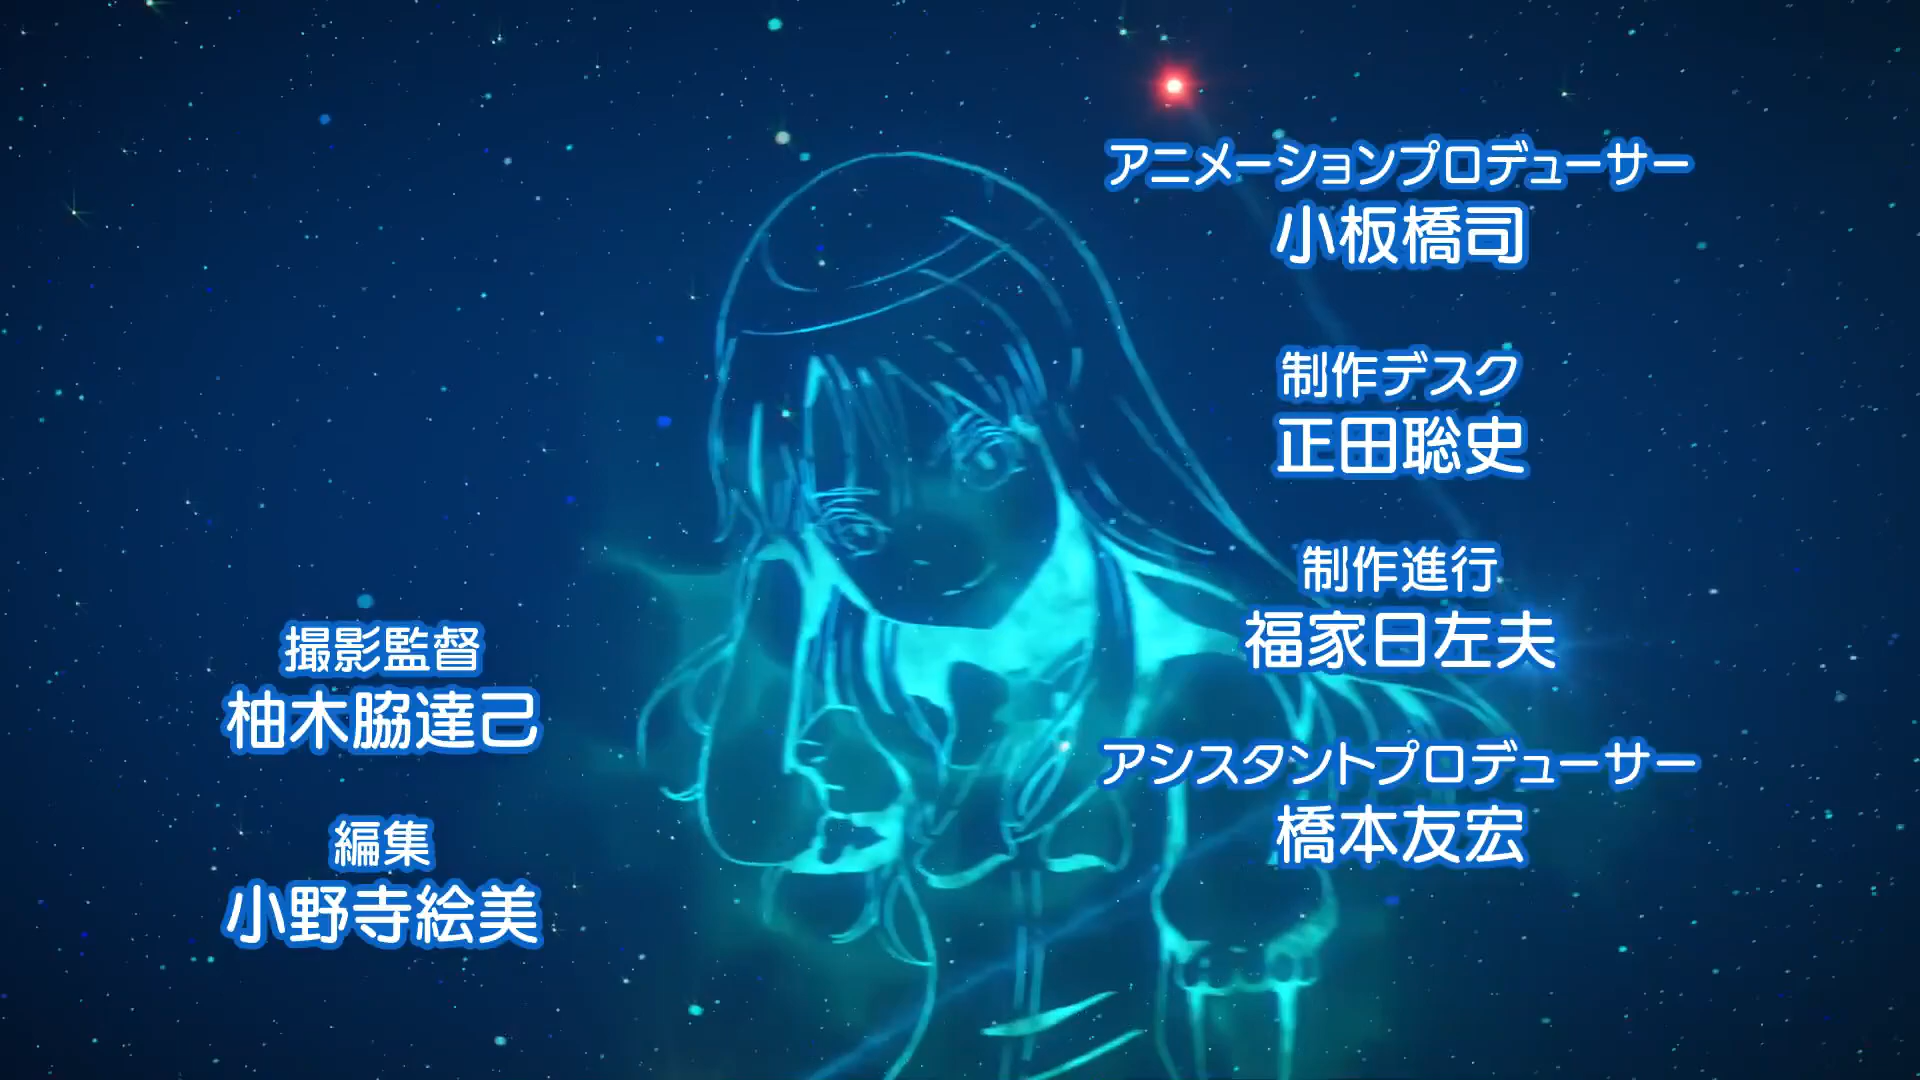 撮影監督
柚木脇達己
編集
小野寺絵美
アニメーションプロデューサー
小板橋司
制作デスク
正田聡史
制作進行
福家日左夫
アシスタントプロデューサー
橋本友宏